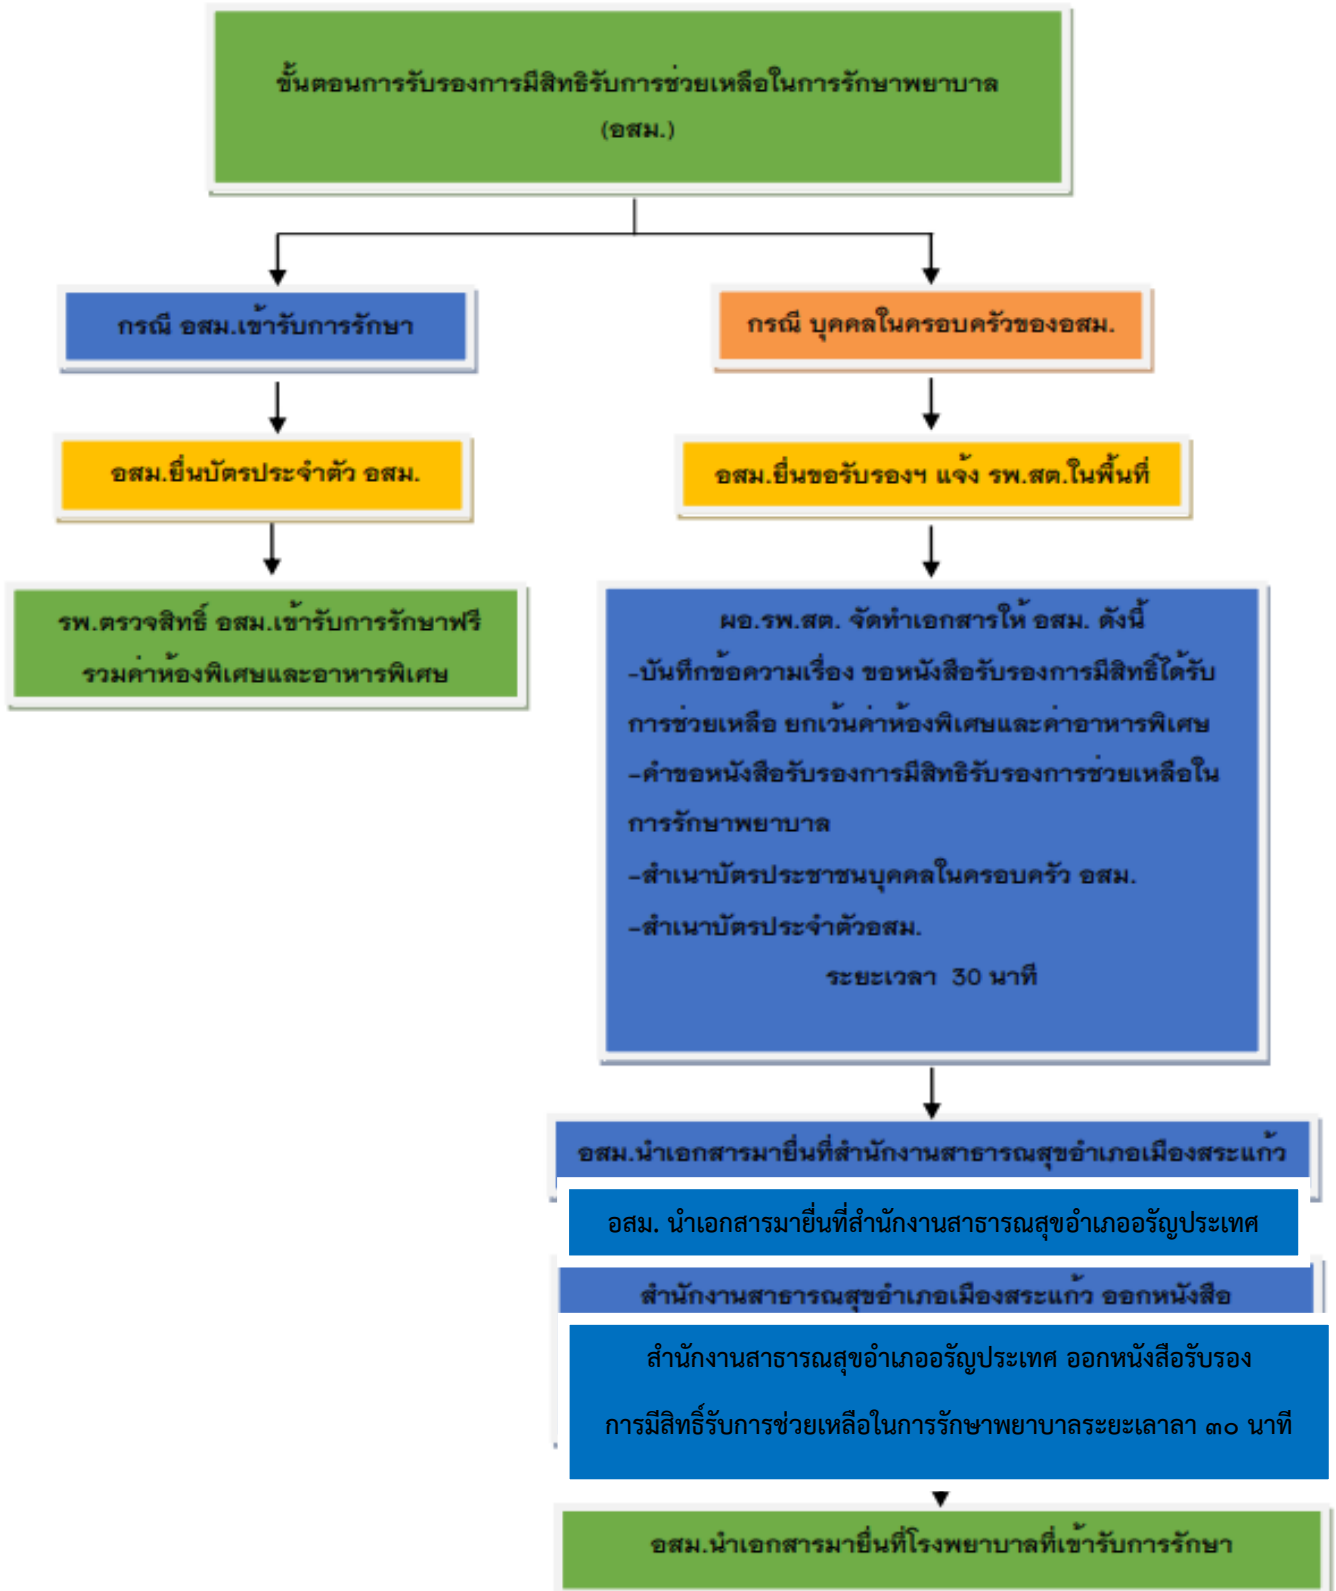 ขั้นตอนการรับรองการมีสิทธิรับการช่วยเหลือในการรักษาพยาบาล
(อสม.)
กรณี อสม.เข้ารับการรักษา
กรณี บุคคลในครอบครัวของอสม.
อสม.ยื่นบัตรประจำตัว อสม.
อสม.ยื่นขอรับรองฯ แจ้ง รพ.สต.ในพื้นที่
รพ.ตรวจสิทธิ์ อสม.เข้ารับการรักษาฟรี
รวมค่าห้องพิเศษและอาหารพิเศษ
ผอ.รพ.สต. จัดทำเอกสารให้ อสม. ดังนี้
-บันทึกข้อความเรื่อง ขอหนังสือรับรองการมีสิทธิ์ได้รับ
การช่วยเหลือ ยกเว้นค่าห้องพิเศษและค่าอาหารพิเศษ
-คำขอหนังสือรับรองการมีสิทธิรับรองการช่วยเหลือใน
การรักษาพยาบาล
-สำเนาบัตรประชาชนบุคคลในครอบครัว อสม.
-สำเนาบัตรประจำตัวอสม.
ระยะเวลา 30 นาที
อสม.นำเอกสารมายื่นที่สำนักงานสาธารณสุขอำเภอเมืองสระแก้ว
อสม. นำเอกสารมายื่นที่สำนักงานสาธารณสุขอำเภออรัญประเทศ
สำนักงานสาธารณสุขอำเภอเมืองสระแก้ว ออกหนังสือ
สำนักงานสาธารณสุขอำเภออรัญประเทศ ออกหนังสือรับรอง
การมีสิทธิ์รับการช่วยเหลือในการรักษาพยาบาลระยะเลาลา ๓๐ นาที
อสม.นำเอกสารมายื่นที่โรงพยาบาลที่เข้ารับการรักษา